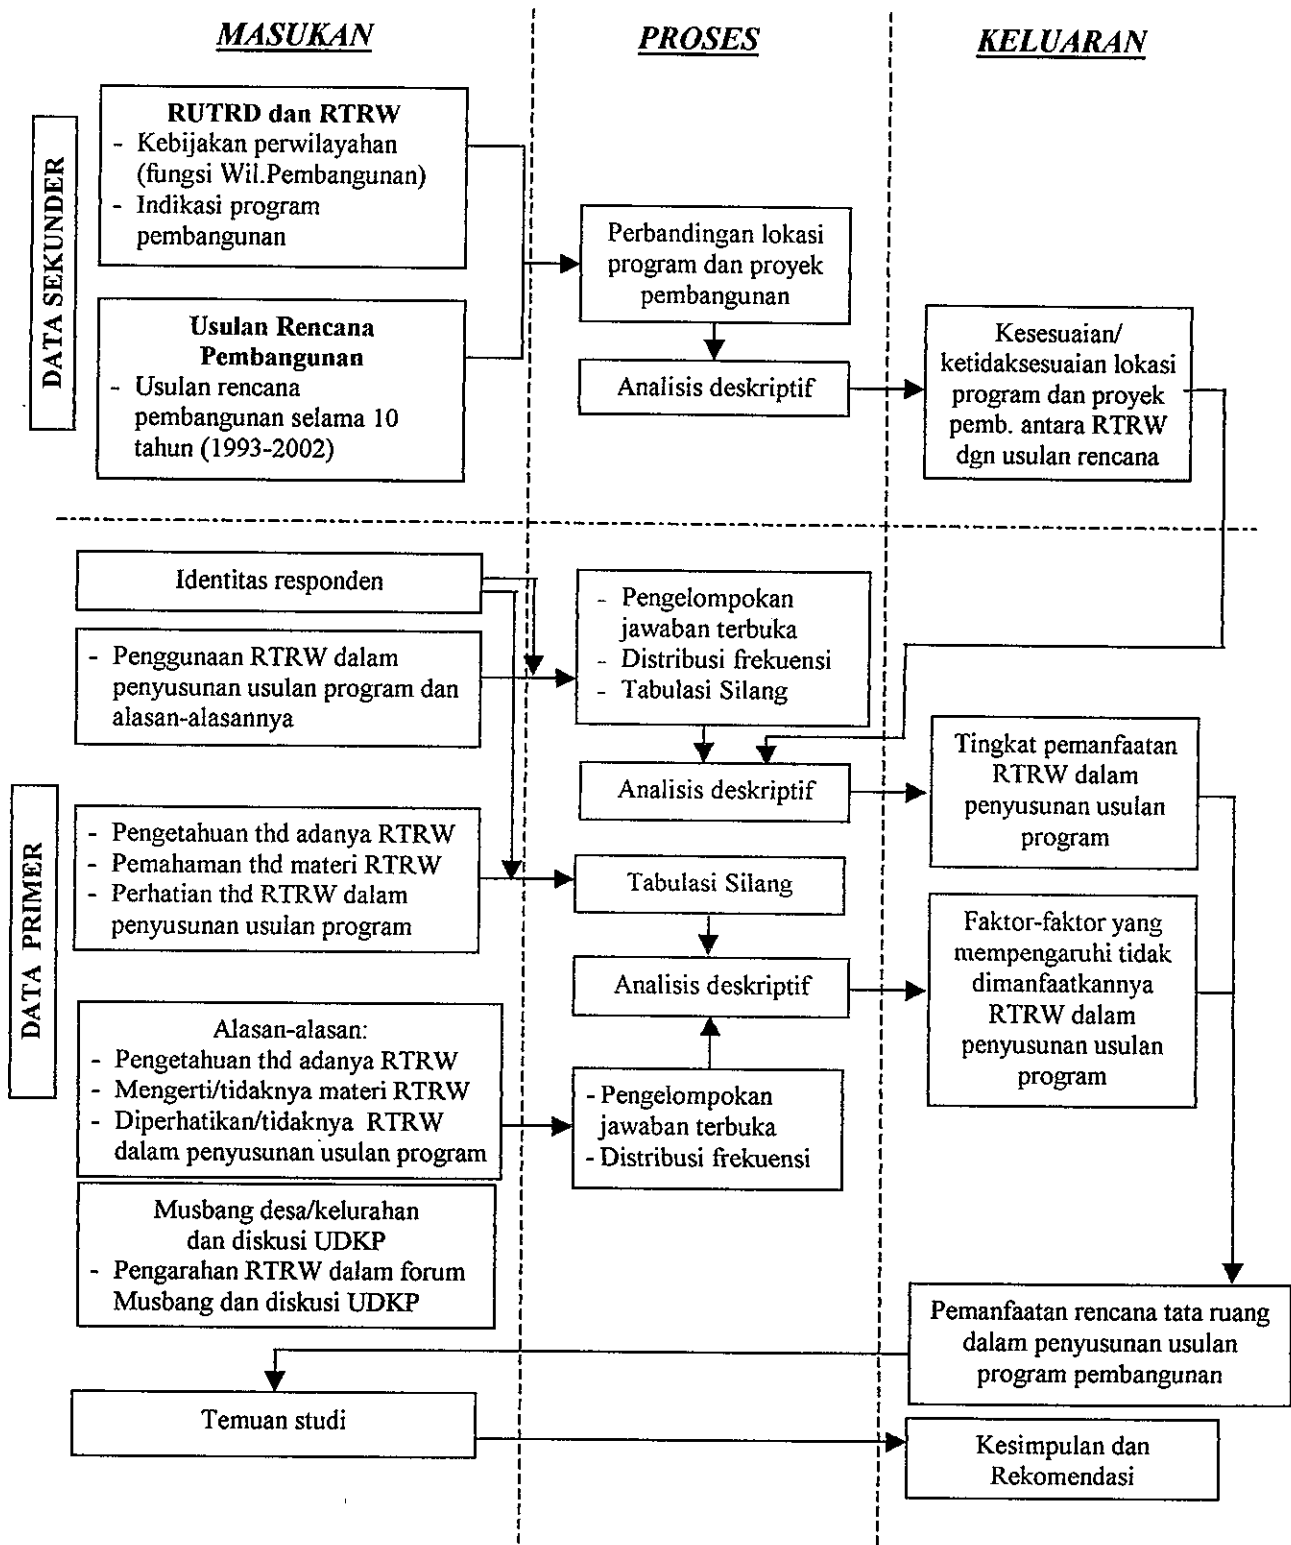 MASUKAN
PROSES
KELUARAN
DATA SEKUNDER
RUTRD dan RTRW
- Kebijakan perwilayahan
(fungsi Wil.Pembangunan)
- Indikasi program
pembangunan
Usulan Rencana
Pembangunan
- Usulan rencana
pembangunan selama 10
tahun (1993-2002)
Perbandingan lokasi
program dan proyek
pembangunan
Analisis deskriptif
Kesesuaian/
ketidaksesuaian lokasi
program dan proyek
pemb. antara RTRW
dgn usulan rencana
DATA PRIMER
Identitas responden
- Penggunaan RTRW dalam
penyusunan usulan program dan
alasan-alasannya
- Pengelompokan
jawaban terbuka
- Distribusi frekuensi
- Tabulasi Silang
Analisis deskriptif
Tingkat pemanfaatan
RTRW dalam
penyusunan usulan
program
- Pengetahuan thd adanya RTRW
- Pemahaman thd materi RTRW
- Perhatian thd RTRW dalam
penyusunan usulan program
Tabulasi Silang
Analisis deskriptif
Faktor-faktor yang
mempengaruhi tidak
dimanfaatkannya
RTRW dalam
penyusunan usulan
program
Alasan-alasan:
- Pengetahuan thd adanya RTRW
- Mengerti/tidaknya materi RTRW
- Diperhatikan/tidaknya RTRW
dalam penyusunan usulan program
- Pengelompokan
jawaban terbuka
- Distribusi frekuensi
Musbang desa/kelurahan
dan diskusi UDKP
- Pengarahan RTRW dalam forum
Musbang dan diskusi UDKP
Pemanfaatan rencana tata ruang
dalam penyusunan usulan
program pembangunan
Temuan studi
Kesimpulan dan
Rekomendasi